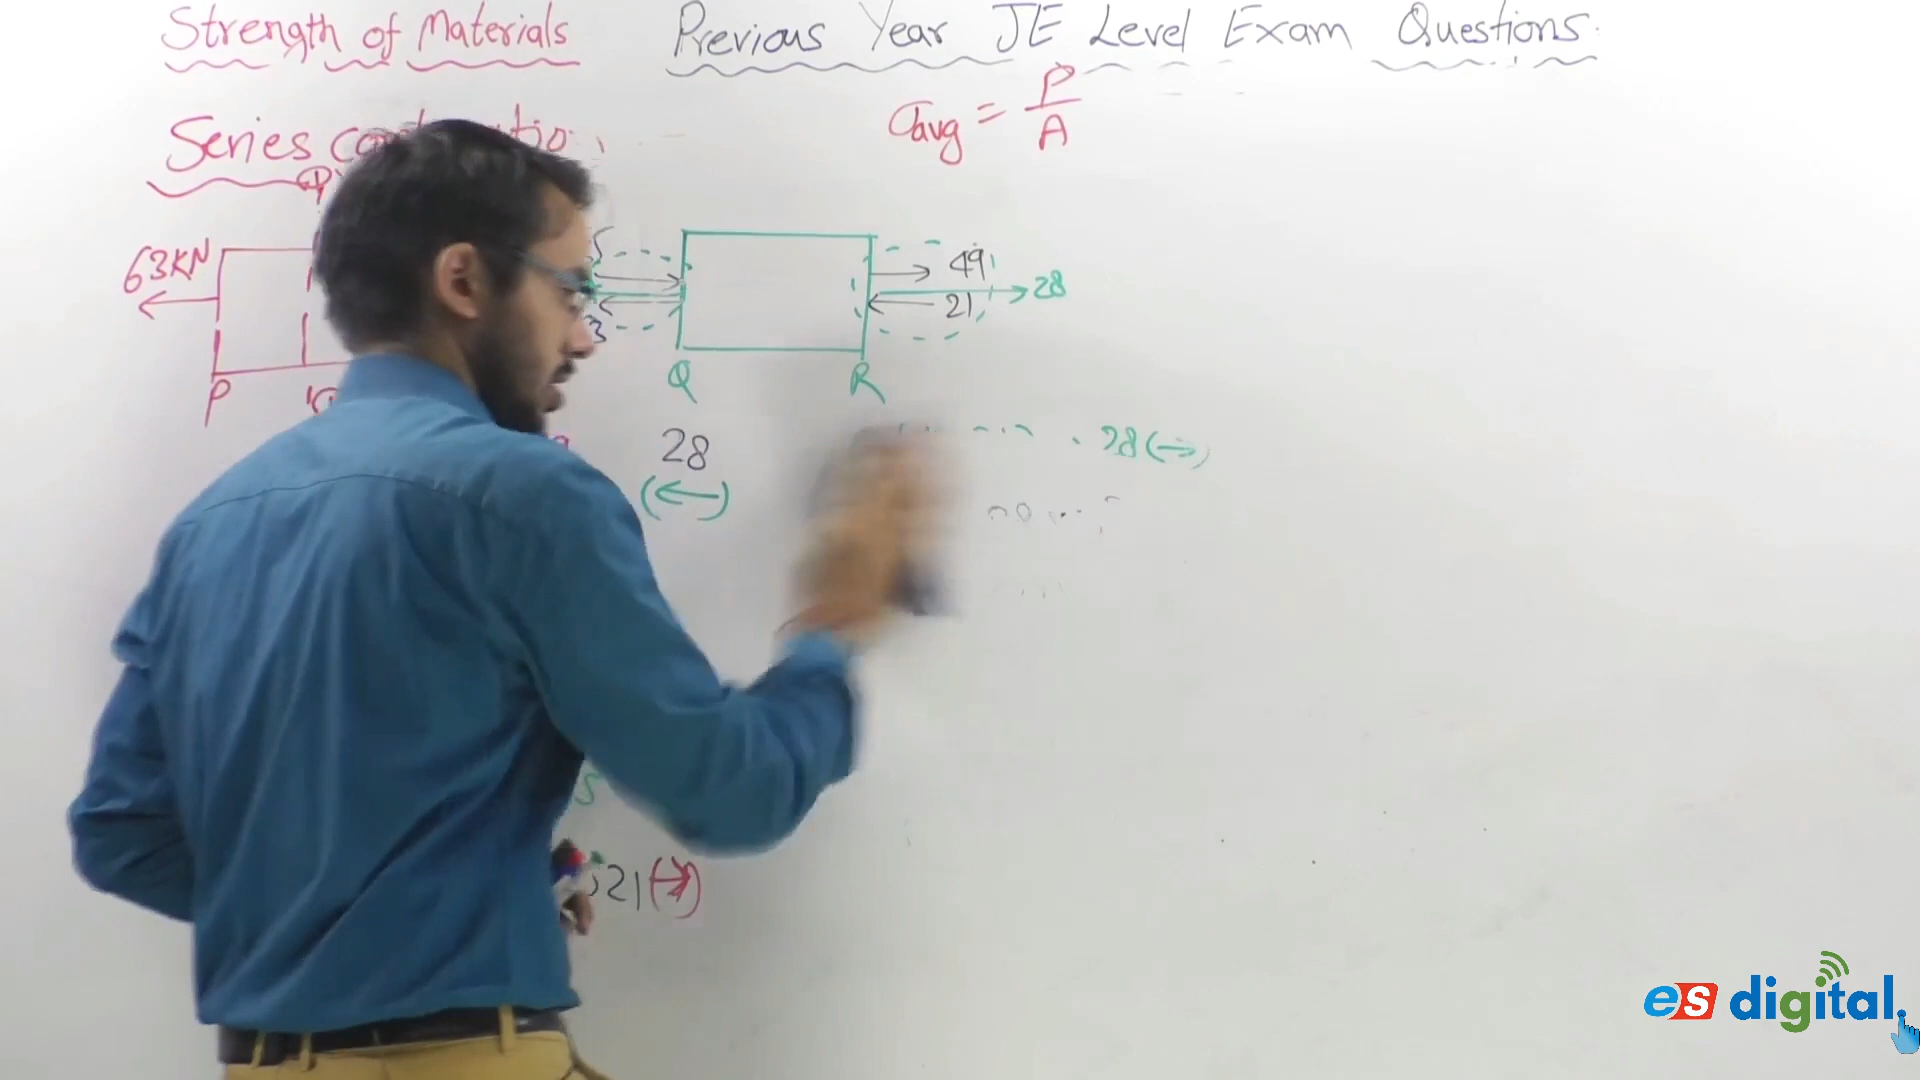 Strength of Materials Previous Year JE Level Exam Questions.
σavg = P/A
Series
63KN
49
21
28
P
Q R
28
(←)
28(→)
21(→)
es digital.